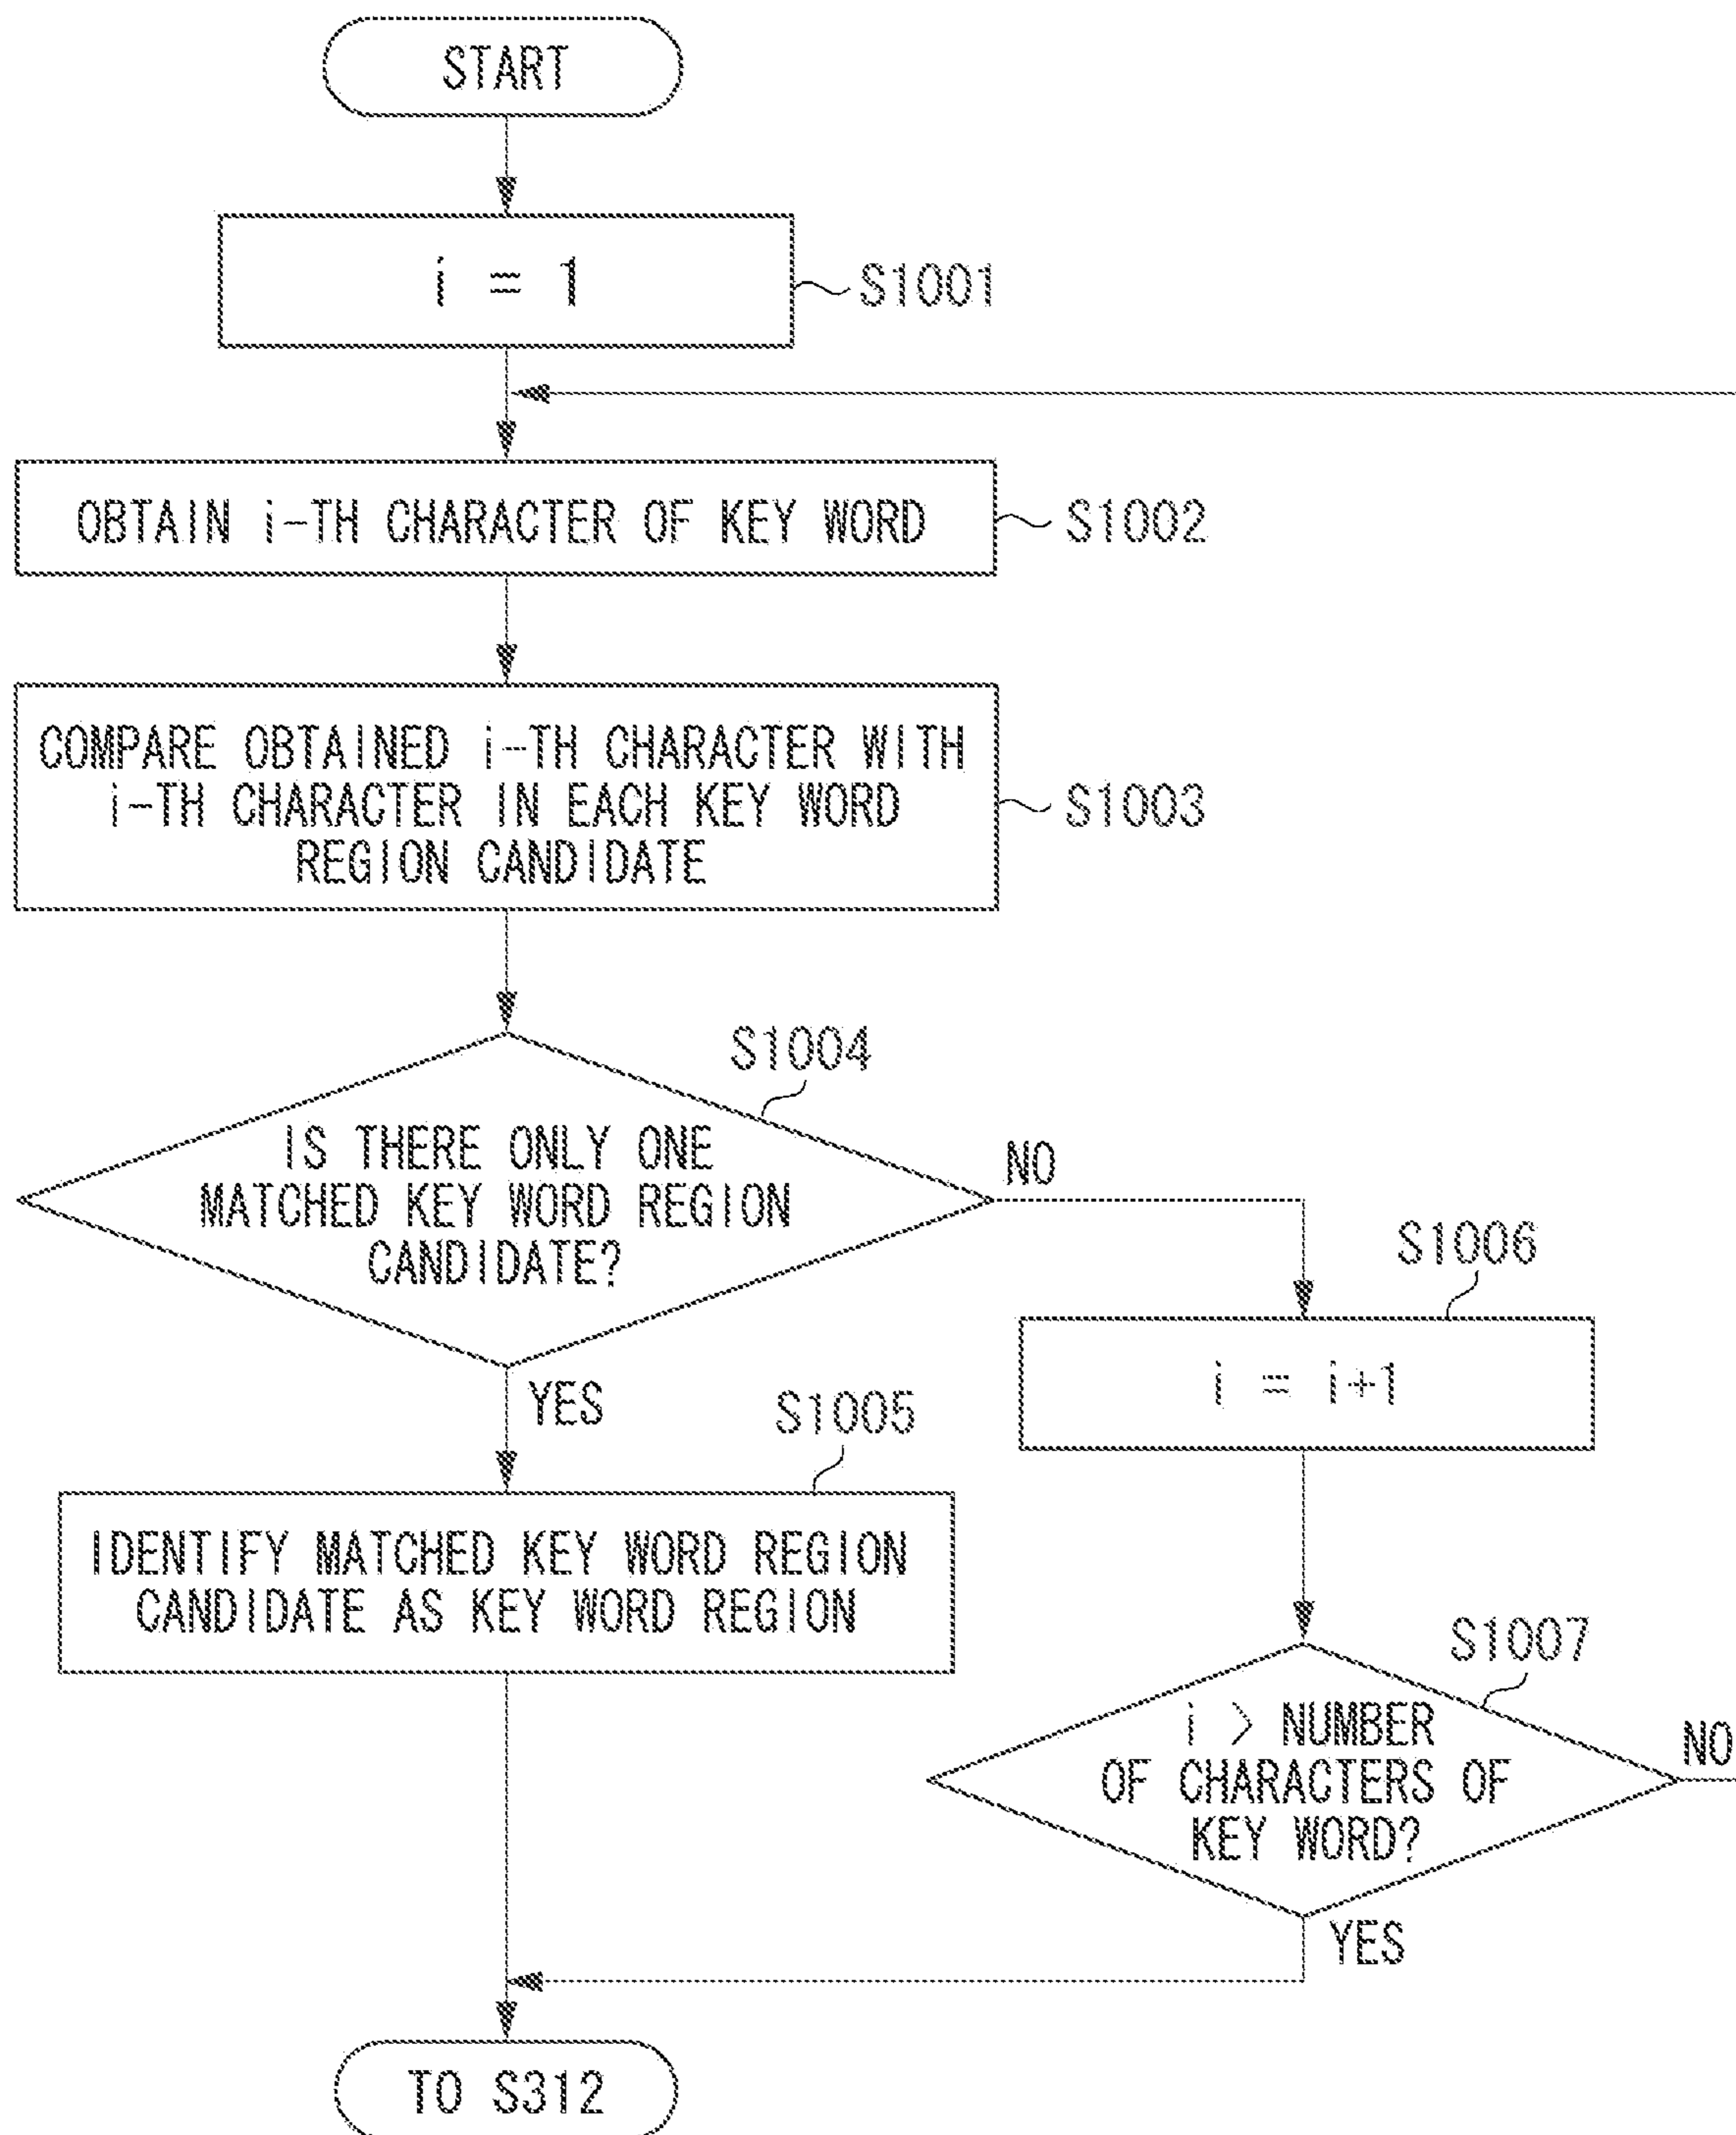 START
i = 1
S1001
OBTAIN i-TH CHARACTER OF KEY WORD
S1002
COMPARE OBTAINED i-TH CHARACTER WITH
i-TH CHARACTER IN EACH KEY WORD
REGION CANDIDATE
S1003
S1004
IS THERE ONLY ONE
MATCHED KEY WORD REGION
CANDIDATE?
NO
YES
S1005
IDENTIFY MATCHED KEY WORD REGION
CANDIDATE AS KEY WORD REGION
S1006
i = i+1
S1007
i > NUMBER
OF CHARACTERS OF
KEY WORD?
NO
YES
TO S312